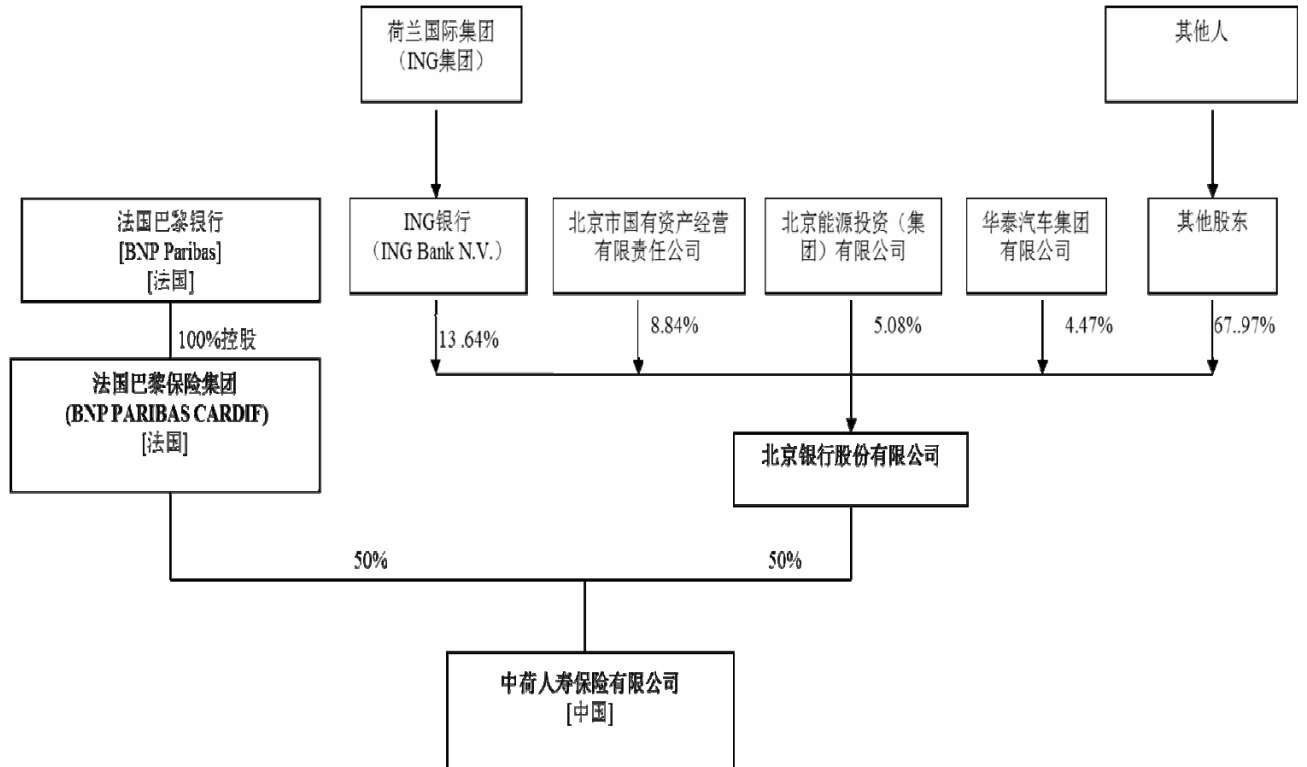 荷兰国际集团
（ING集团）
其他人
法国巴黎银行
[BNP Paribas]
[法国]
ING银行
（ING Bank N.V.）
北京市国有资产经营
有限责任公司
北京能源投资（集
团）有限公司
华泰汽车集团
有限公司
其他股东
100%控股
13 .64%
8.84%
5.08%
4.47%
67..97%
法国巴黎保险集团
(BNP PARIBAS CARDIF)
[法国]
北京银行股份有限公司
50%
50%
中荷人寿保险有限公司
[中国]